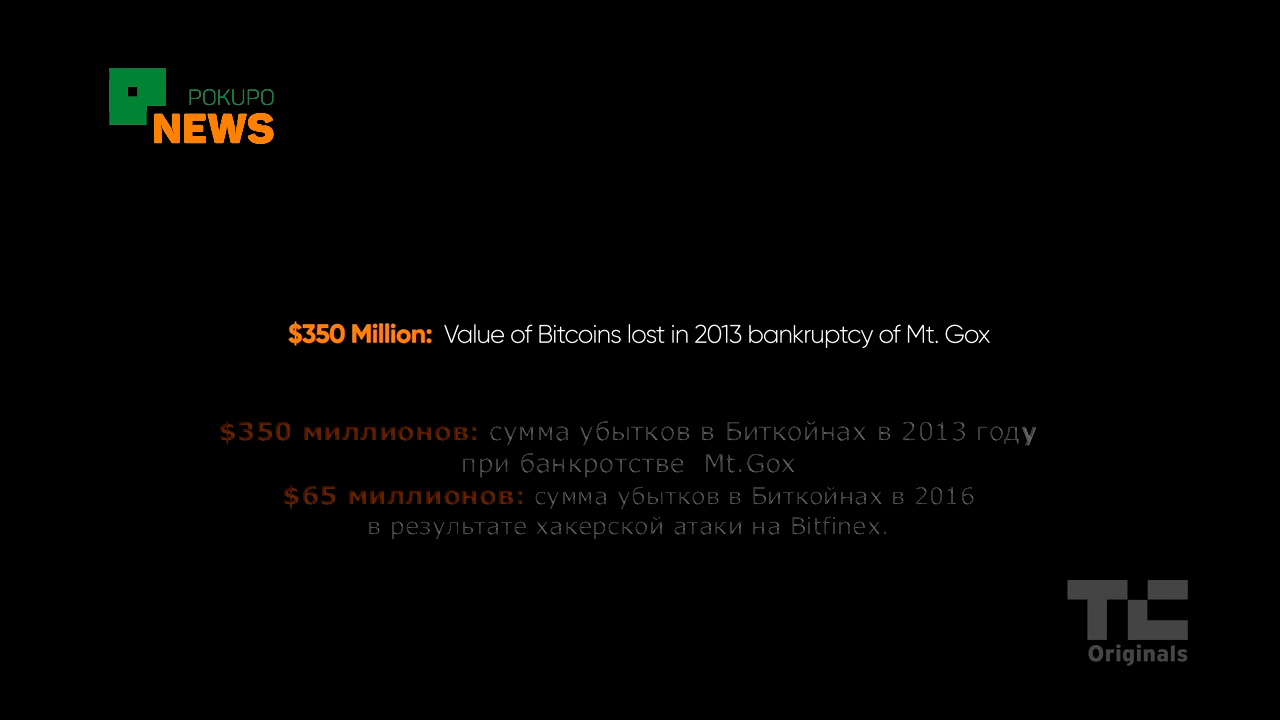 POKUPO
NEWS
$350 Million: Value of Bitcoins lost in 2013 bankruptcy of Mt. Gox
$350 миллионов: сумма убытков в Биткойнах в 2013 году
при банкротстве Mt.Gox
$65 миллионов: сумма убытков в Биткойнах в 2016
в результате хакерской атаки на Bitfinex.
TC
Originals